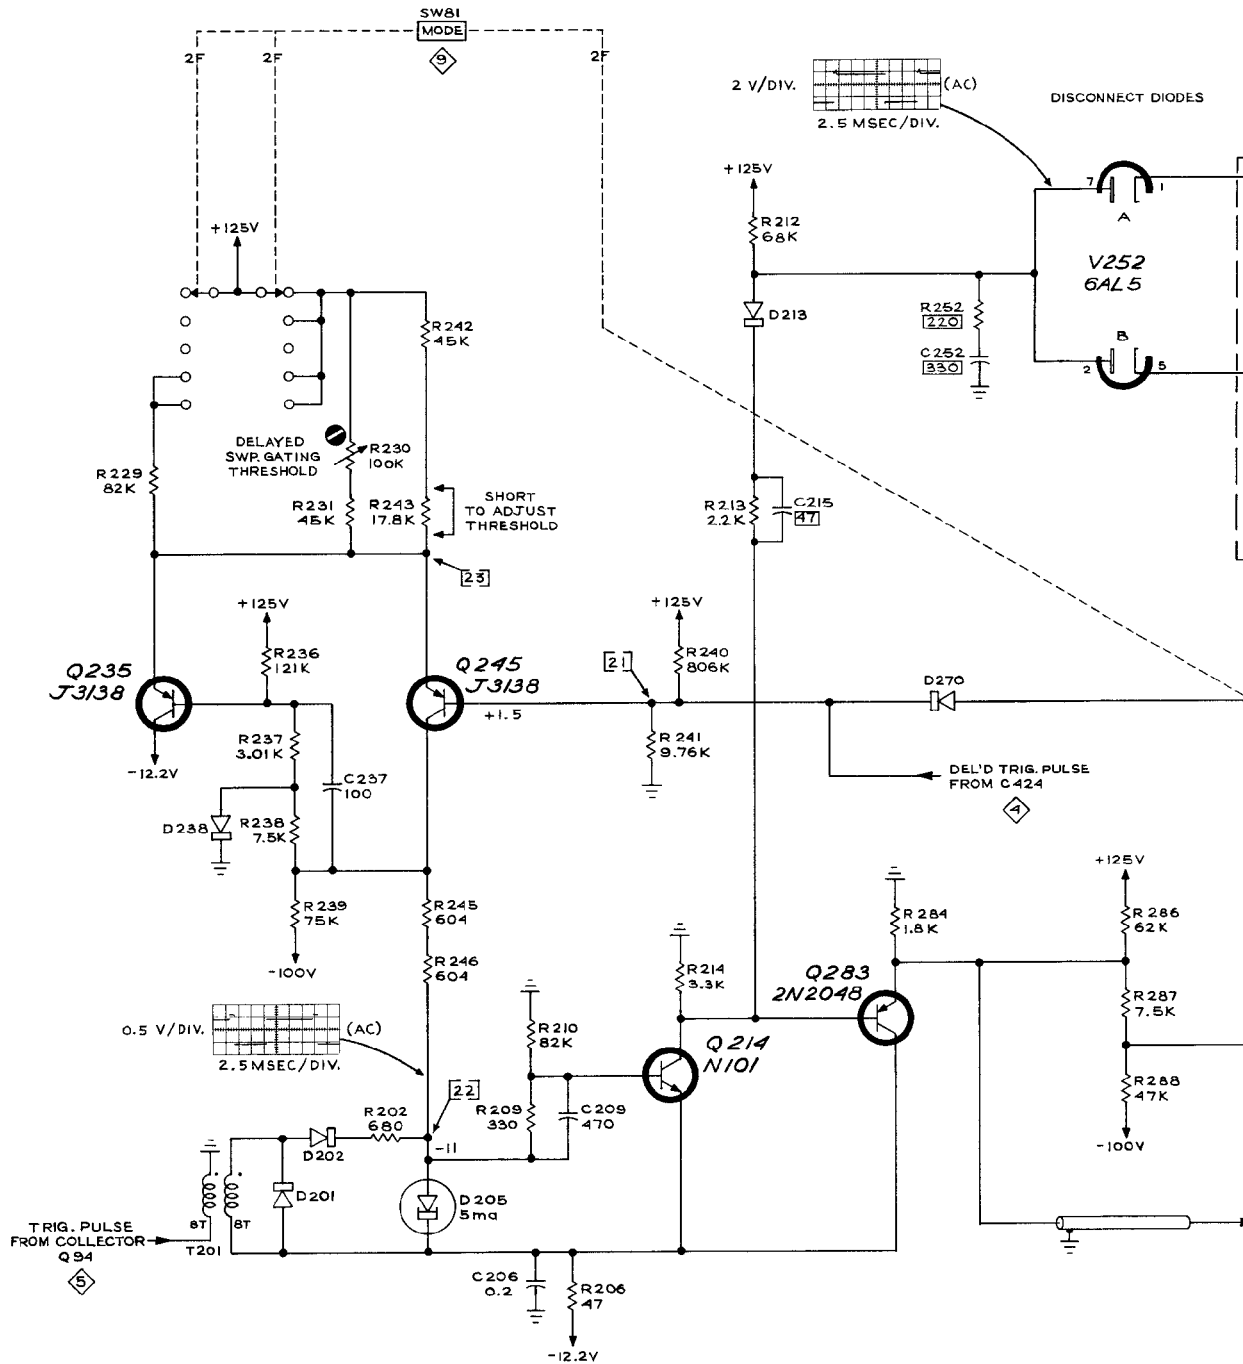 SW81
MODE
9
2F
2F
2F
2 V/DIV.
(AC)
2.5 MSEC/DIV.
DISCONNECT DIODES
+125V
+125V
R212
68K
7
1
A
V252
6AL5
B
2
5
D213
R252
220
C252
330
R242
45K
DELAYED
SWP. GATING
THRESHOLD
R230
100K
R229
82K
R231
45K
R243
17.8K
SHORT
TO ADJUST
THRESHOLD
R213
2.2K
C215
47
23
+125V
+125V
R236
121K
R240
806K
21
Q235
J3138
Q245
J3138
+1.5
D270
-12.2V
R237
3.01K
C237
100
R241
9.76K
DEL'D TRIG. PULSE
FROM C424
4
D238
R238
7.5K
+125V
R239
75K
R245
604
R284
1.8K
R286
62K
-100V
R246
604
R214
3.3K
Q283
2N2048
R287
7.5K
0.5 V/DIV.
(AC)
2.5 MSEC/DIV.
R210
82K
Q214
N101
22
R288
47K
R202
680
R209
330
C209
470
-11
D202
-100V
D201
D205
5ma
8T
8T
T201
TRIG. PULSE
FROM COLLECTOR
Q94
5
C206
0.2
R206
47
-12.2V